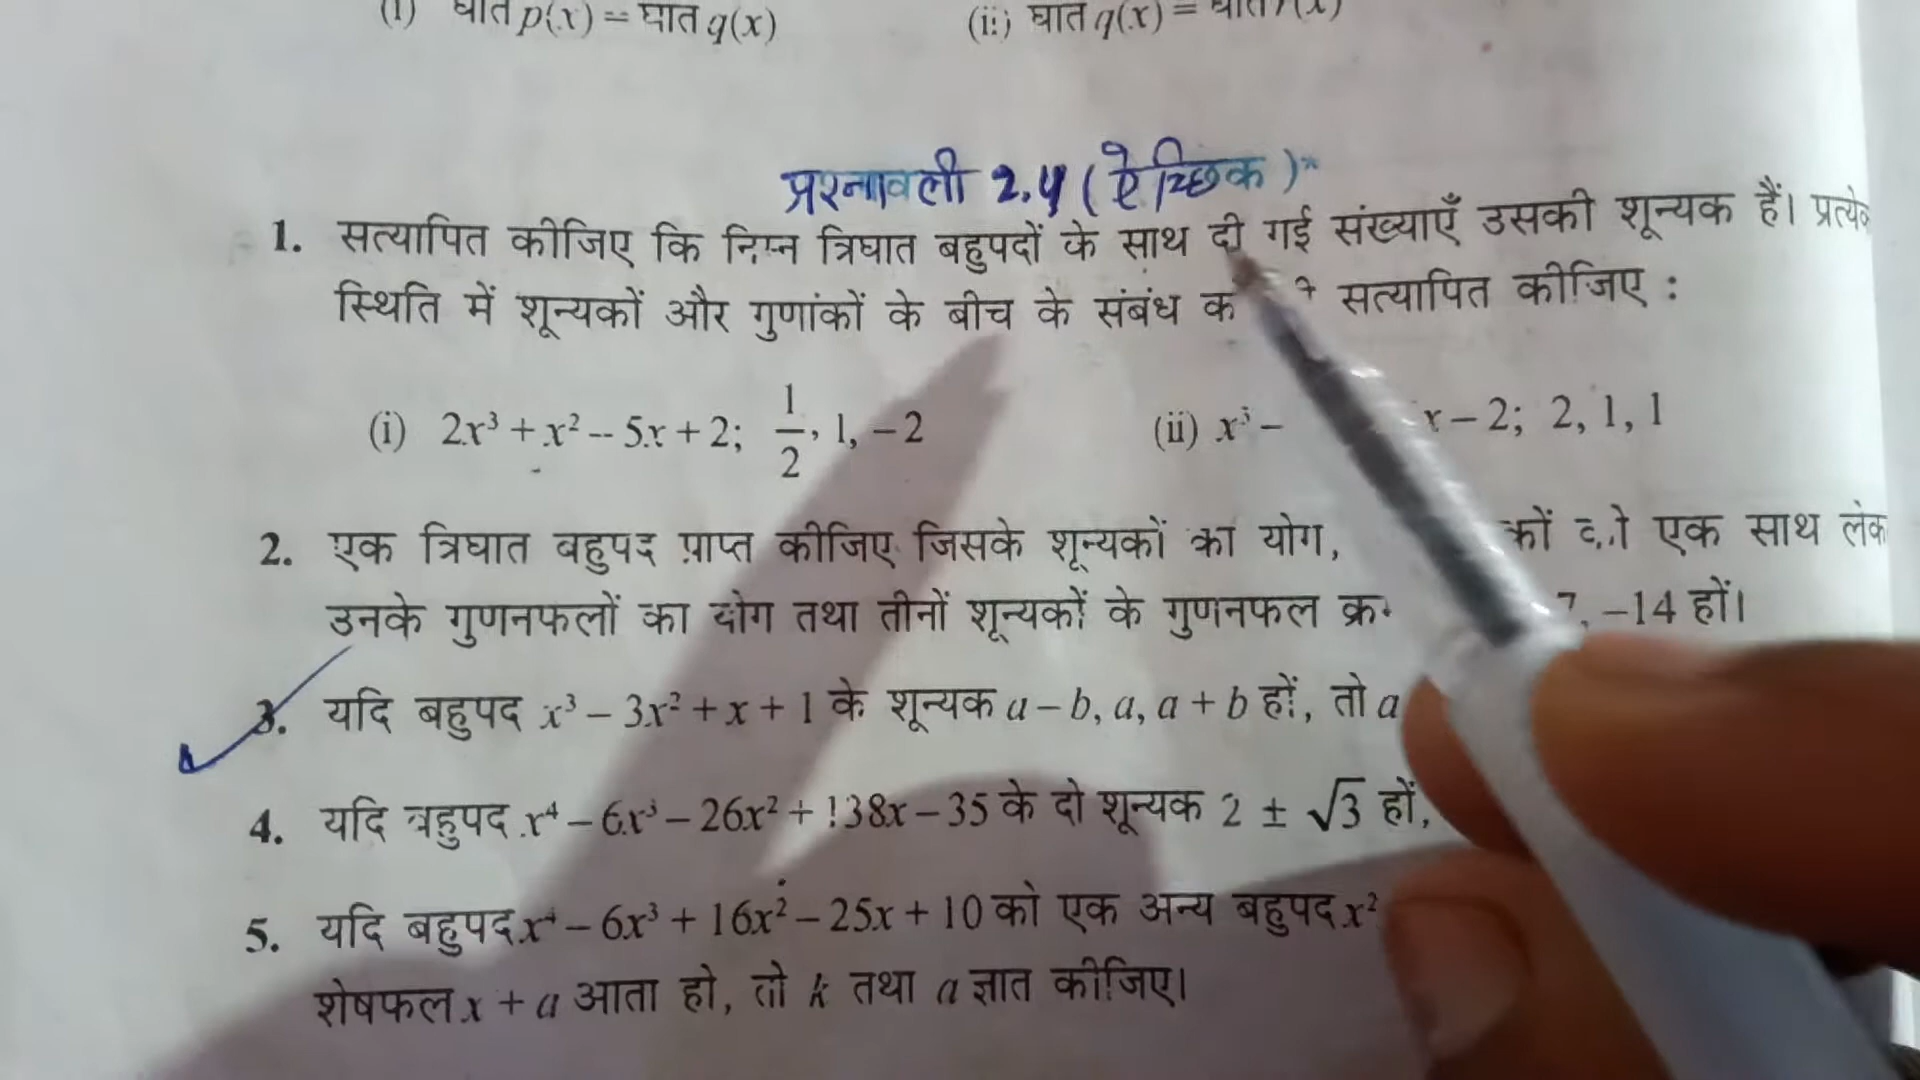 (i) घात p(x) = घात q(x) (ii) घात q(x) = घात r(x)
प्रश्नावली 2.4 (ऐच्छिक)*
1. सत्यापित कीजिए कि निम्न त्रिघात बहुपदों के साथ दी गई संख्याएँ उसकी शून्यक हैं। प्रत्येक
स्थिति में शून्यकों और गुणांकों के बीच के संबंध सत्यापित कीजिए :
(i) 2x³ + x² – 5x + 2; 1/2, 1, –2 (ii) x³ – x – 2; 2, 1, 1
2. एक त्रिघात बहुपद प्राप्त कीजिए जिसके शून्यकों का योग, को एक साथ
उनके गुणनफलों का योग तथा तीनों शून्यकों के गुणनफल –14 हों।
3. यदि बहुपद x³ – 3x² + x + 1 के शून्यक a – b, a, a + b हों, तो a
4. यदि बहुपद x⁴ – 6x³ – 26x² + 138x – 35 के दो शून्यक 2 ± √3 हों,
5. यदि बहुपद x⁴ – 6x³ + 16x² – 25x + 10 को एक अन्य बहुपद x²
शेषफल x + a आता हो, तो k तथा a ज्ञात कीजिए।